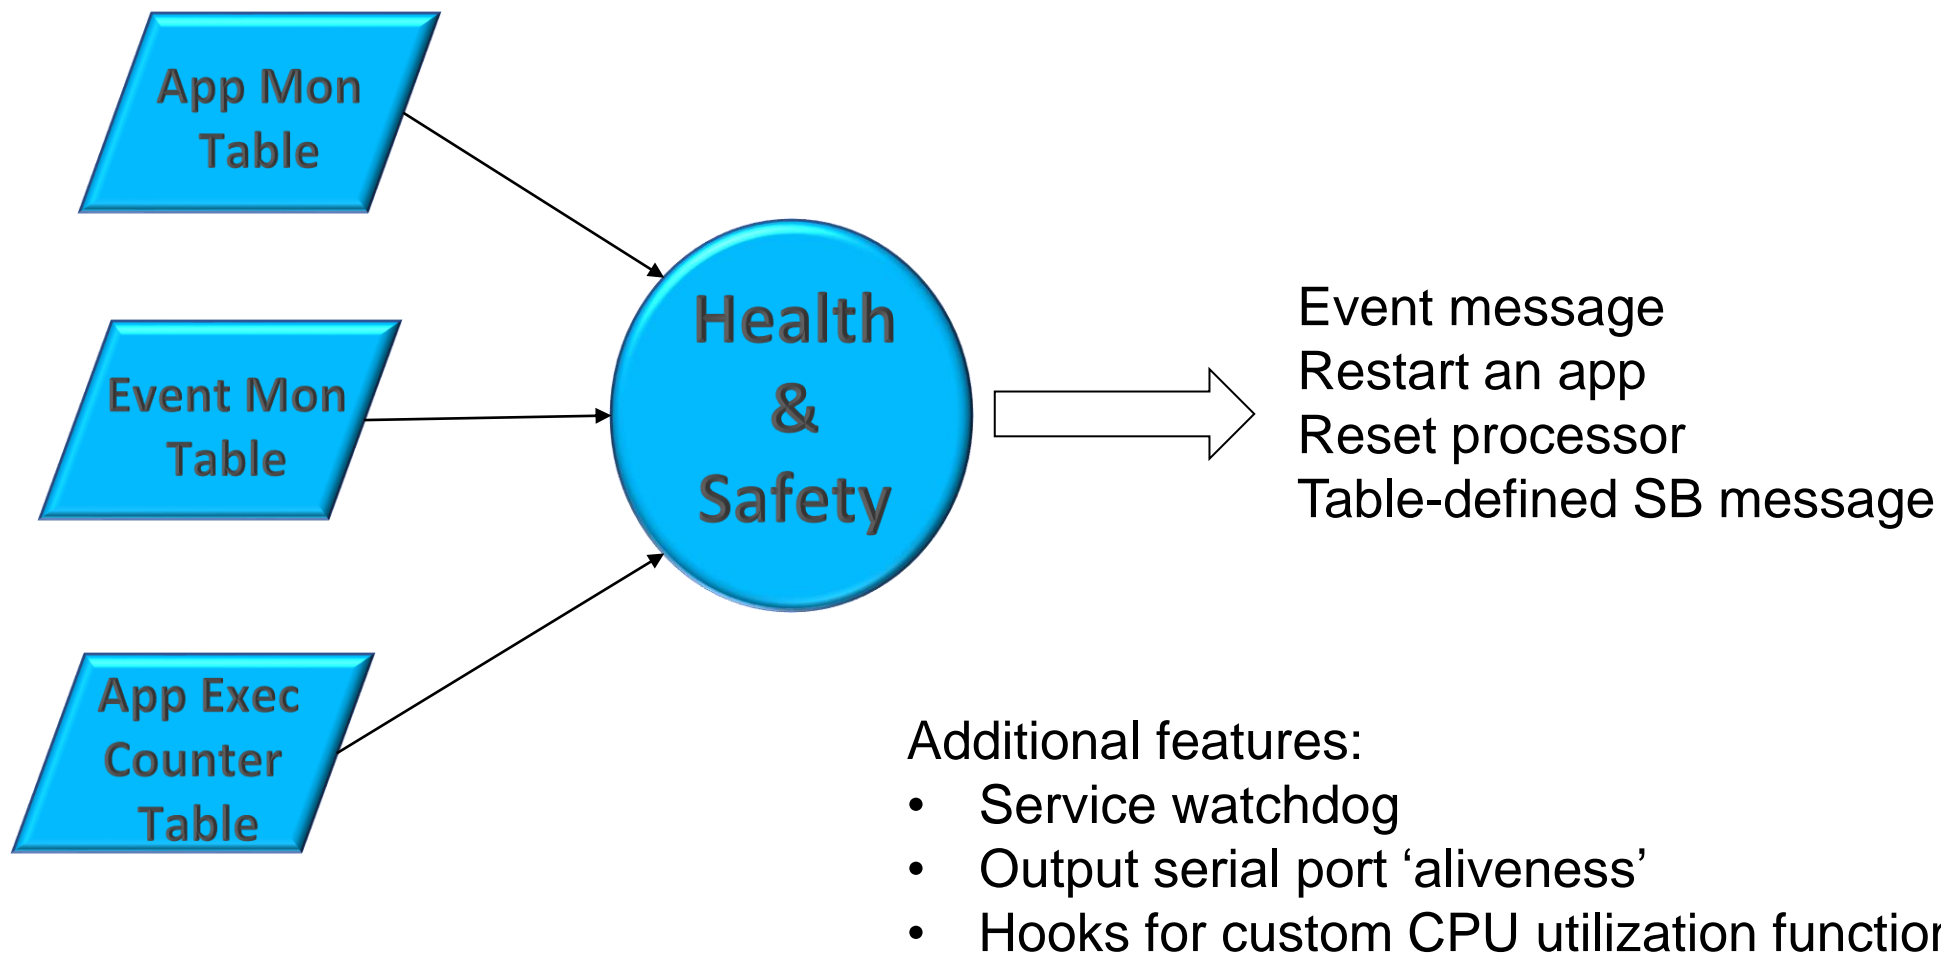 App Mon
Table
Event Mon
Table
App Exec
Counter
Table
Health
&
Safety
Event message
Restart an app
Reset processor
Table-defined SB message
Additional features:
• Service watchdog
• Output serial port ‘aliveness’
• Hooks for custom CPU utilization